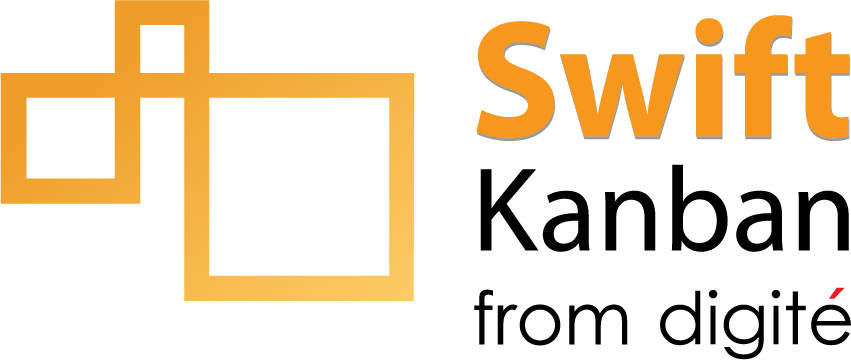 Swift
Kanban
from digité